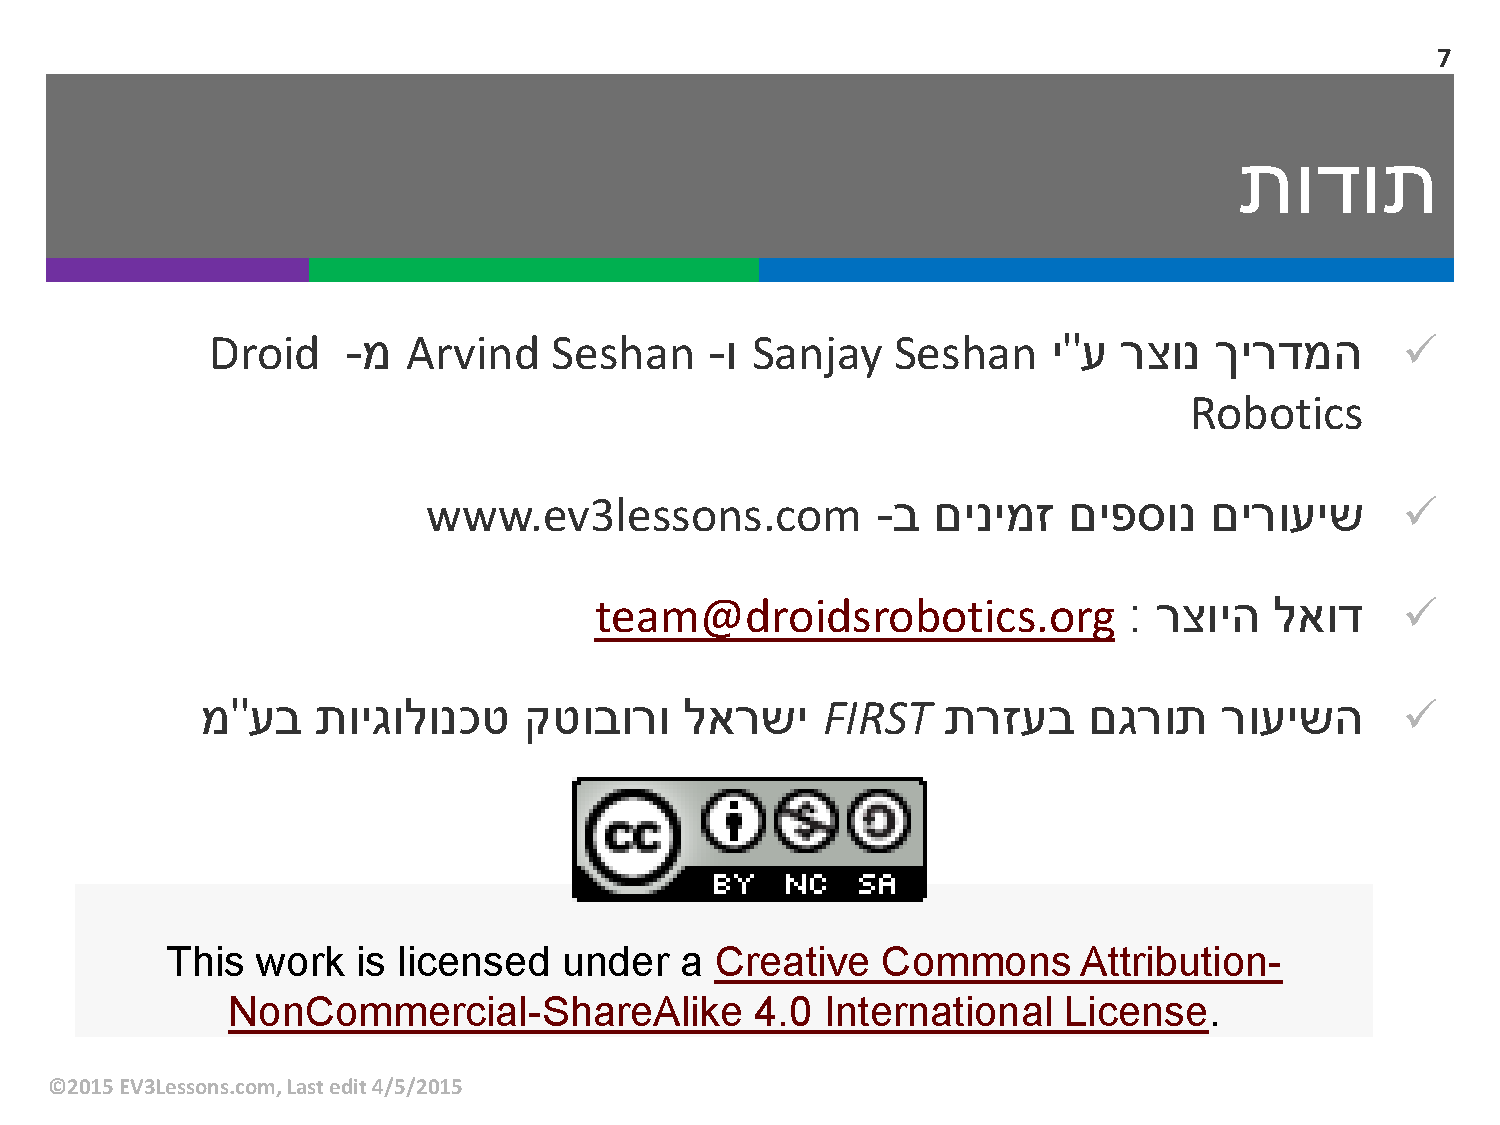 7
תודות
המדריך נוצר ע"י Sanjay Seshan ו- Arvind Seshan מ- Droid
Robotics
שיעורים נוספים זמינים ב- www.ev3lessons.com
דואל היוצר : team@droidsrobotics.org
השיעור תורגם בעזרת FIRST ישראל ורובוטק טכנולוגיות בע"מ
cc
BY NC SA
This work is licensed under a Creative Commons Attribution-
NonCommercial-ShareAlike 4.0 International License.
©2015 EV3Lessons.com, Last edit 4/5/2015